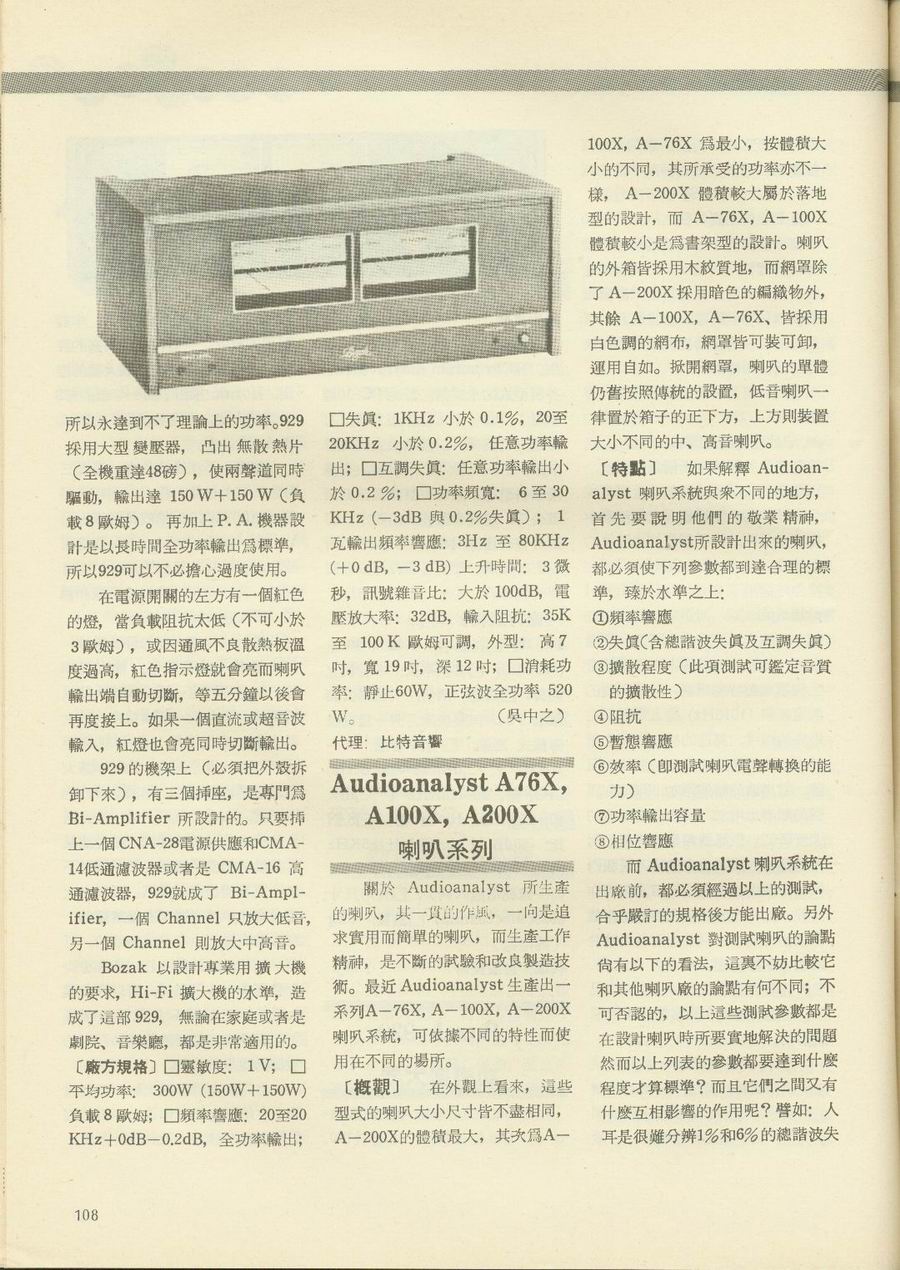 所以永達到不了理論上的功率。929
採用大型變壓器，凸出無散熱片
（全機重達48磅），使兩聲道同時
驅動，輸出達 150W＋150W（負
載8歐姆）。再加上P. A. 機器設
計是以長時間全功率輸出爲標準，
所以929可以不必擔心過度使用。
在電源開關的左方有一個紅色
的燈，當負載阻抗太低（不可小於
3歐姆），或因通風不良散熱板溫
度過高，紅色指示燈就會亮而喇叭
輸出端自動切斷，等五分鐘以後會
再度接上。如果一個直流或超音波
輸入，紅燈也會亮同時切斷輸出。
929的機架上（必須把外殼拆
卸下來），有三個揷座，是專門爲
Bi-Amplifier 所設計的。只要揷
上一個CNA-28電源供應和CMA-
14低通濾波器或者是 CMA-16 高
通濾波器，929就成了 Bi-Ampl-
ifier，一個 Channel 只放大低音，
另一個 Channel 則放大中高音。
Bozak 以設計專業用擴大機
的要求，Hi-Fi 擴大機的水準，造
成了這部929，無論在家庭或者是
劇院、音樂廳，都是非常適用的。
〔廠方規格〕□靈敏度：1V；□
平均功率：300W (150W＋150W)
負載8歐姆；□頻率響應：20至20
KHz＋0dB－0.2dB，全功率輸出；
□失眞：1KHz 小於 0.1%，20至
20KHz 小於 0.2%，任意功率輸
出；□互調失眞：任意功率輸出小
於 0.2 %；□功率頻寬：6 至 30
KHz (－3dB 與0.2%失眞)；1
瓦輸出頻率響應：3Hz 至 80KHz
(＋0 dB, －3 dB) 上升時間：3微
秒，訊號雜音比：大於100dB，電
壓放大率：32dB，輸入阻抗：35K
至 100 K 歐姆可調，外型：高7
吋，寬19吋，深12吋；□消耗功
率：靜止60W，正弦波全功率 520
W。（吳中之）
代理：比特音響
Audioanalyst A76X,
A100X, A200X
喇叭系列
關於 Audioanalyst 所生產
的喇叭，其一貫的作風，一向是追
求實用而簡單的喇叭，而生產工作
精神，是不斷的試驗和改良製造技
術。最近Audioanalyst生產出一
系列A－76X, A－100X, A－200X
喇叭系統，可依據不同的特性而使
用在不同的場所。
〔槪觀〕 在外觀上看來，這些
型式的喇叭大小尺寸皆不盡相同，
A－200X的體積最大，其次爲A－
100X, A－76X 爲最小，按體積大
小的不同，其所承受的功率亦不一
樣，A－200X 體積較大屬於落地
型的設計，而 A－76X, A－100X
體積較小是爲書架型的設計。喇叭
的外箱皆採用木紋質地，而網罩除
了A－200X採用暗色的編織物外，
其餘 A－100X, A－76X、皆採用
白色調的網布，網罩皆可裝可卸，
運用自如。掀開網罩，喇叭的單體
仍舊按照傳統的設置，低音喇叭一
律置於箱子的正下方，上方則裝置
大小不同的中、高音喇叭。
〔特點〕 如果解釋 Audioan-
alyst 喇叭系統與衆不同的地方，
首先要說明他們的敬業精神，
Audioanalyst所設計出來的喇叭，
都必須使下列參數都到達合理的標
準，臻於水準之上：
①頻率響應
②失眞（含總諧波失眞及互調失眞）
③擴散程度（此項測試可鑑定音質
的擴散性）
④阻抗
⑤暫態響應
⑥效率（卽測試喇叭電聲轉換的能
力）
⑦功率輸出容量
⑧相位響應
而 Audioanalyst 喇叭系統在
出廠前，都必須經過以上的測試，
合乎嚴訂的規格後方能出廠。另外
Audioanalyst 對測試喇叭的論點
尙有以下的看法，這裏不妨比較它
和其他喇叭廠的論點有何不同；不
可否認的，以上這些測試參數都是
在設計喇叭時所要實地解決的問題
然而以上列表的參數都要達到什麼
程度才算標準？而且它們之間又有
什麼互相影響的作用呢？譬如：人
耳是很難分辨1%和6%的總諧波失
108